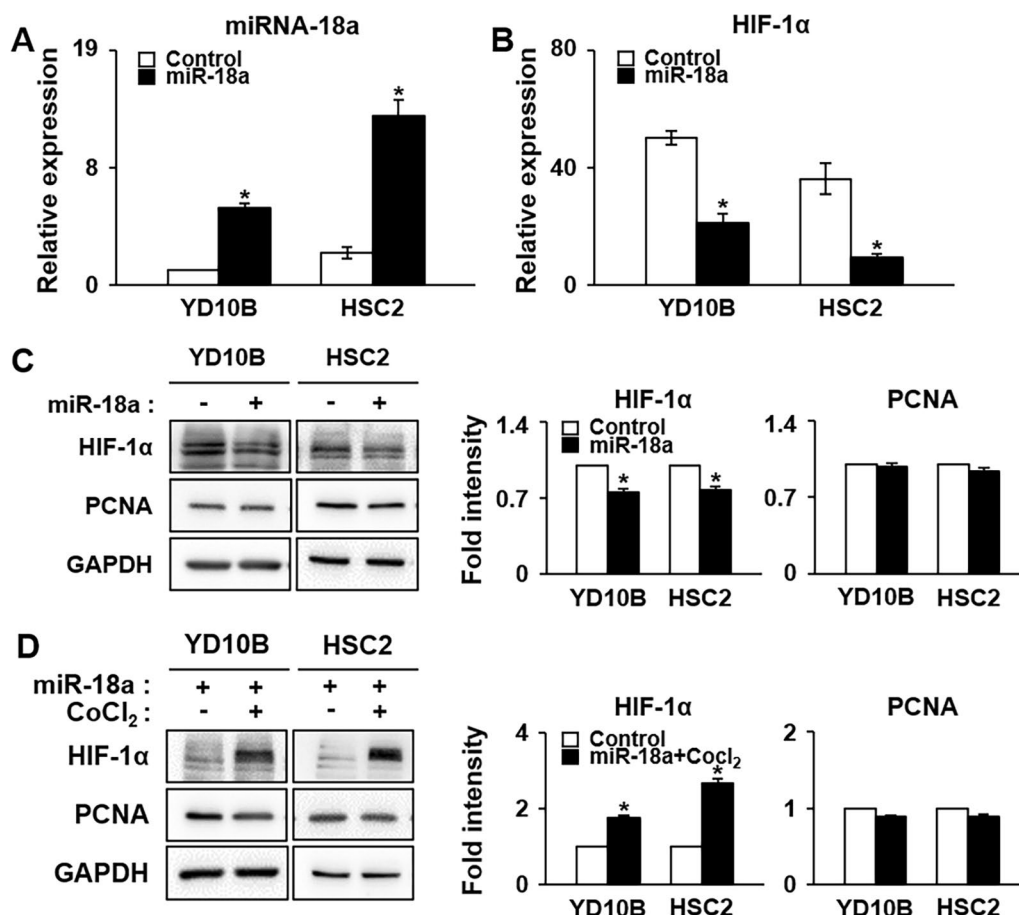 A
miRNA-18a
19
8
0
Relative expression
Control
miR-18a
*
*
YD10B HSC2
B
HIF-1α
80
40
0
Relative expression
Control
miR-18a
*
*
YD10B HSC2
C
YD10B HSC2
miR-18a : - + - +
HIF-1α
PCNA
GAPDH
HIF-1α
1.4
0.7
0
Fold intensity
Control
miR-18a
*
*
YD10B HSC2
PCNA
1.4
0.7
0
YD10B HSC2
D
YD10B HSC2
miR-18a : + + + +
CoCl₂ : - + - +
HIF-1α
PCNA
GAPDH
HIF-1α
4
2
0
Fold intensity
Control
miR-18a+Cocl₂
*
*
YD10B HSC2
PCNA
2
1
0
YD10B HSC2